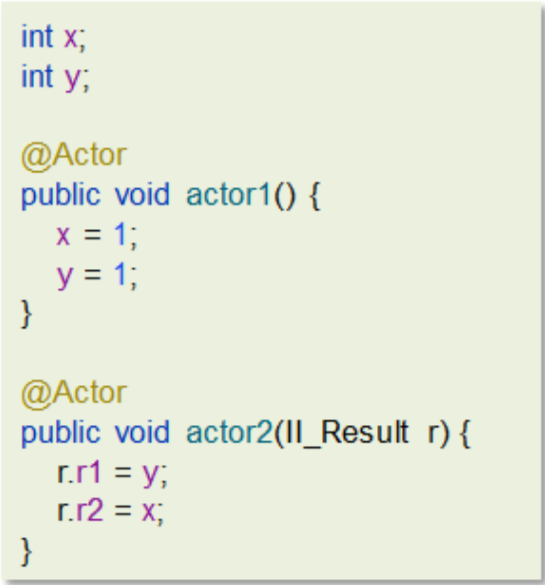 int x;
int y;
@Actor
public void actor1() {
x = 1;
y = 1;
}
@Actor
public void actor2(II_Result r) {
r.r1 = y;
r.r2 = x;
}